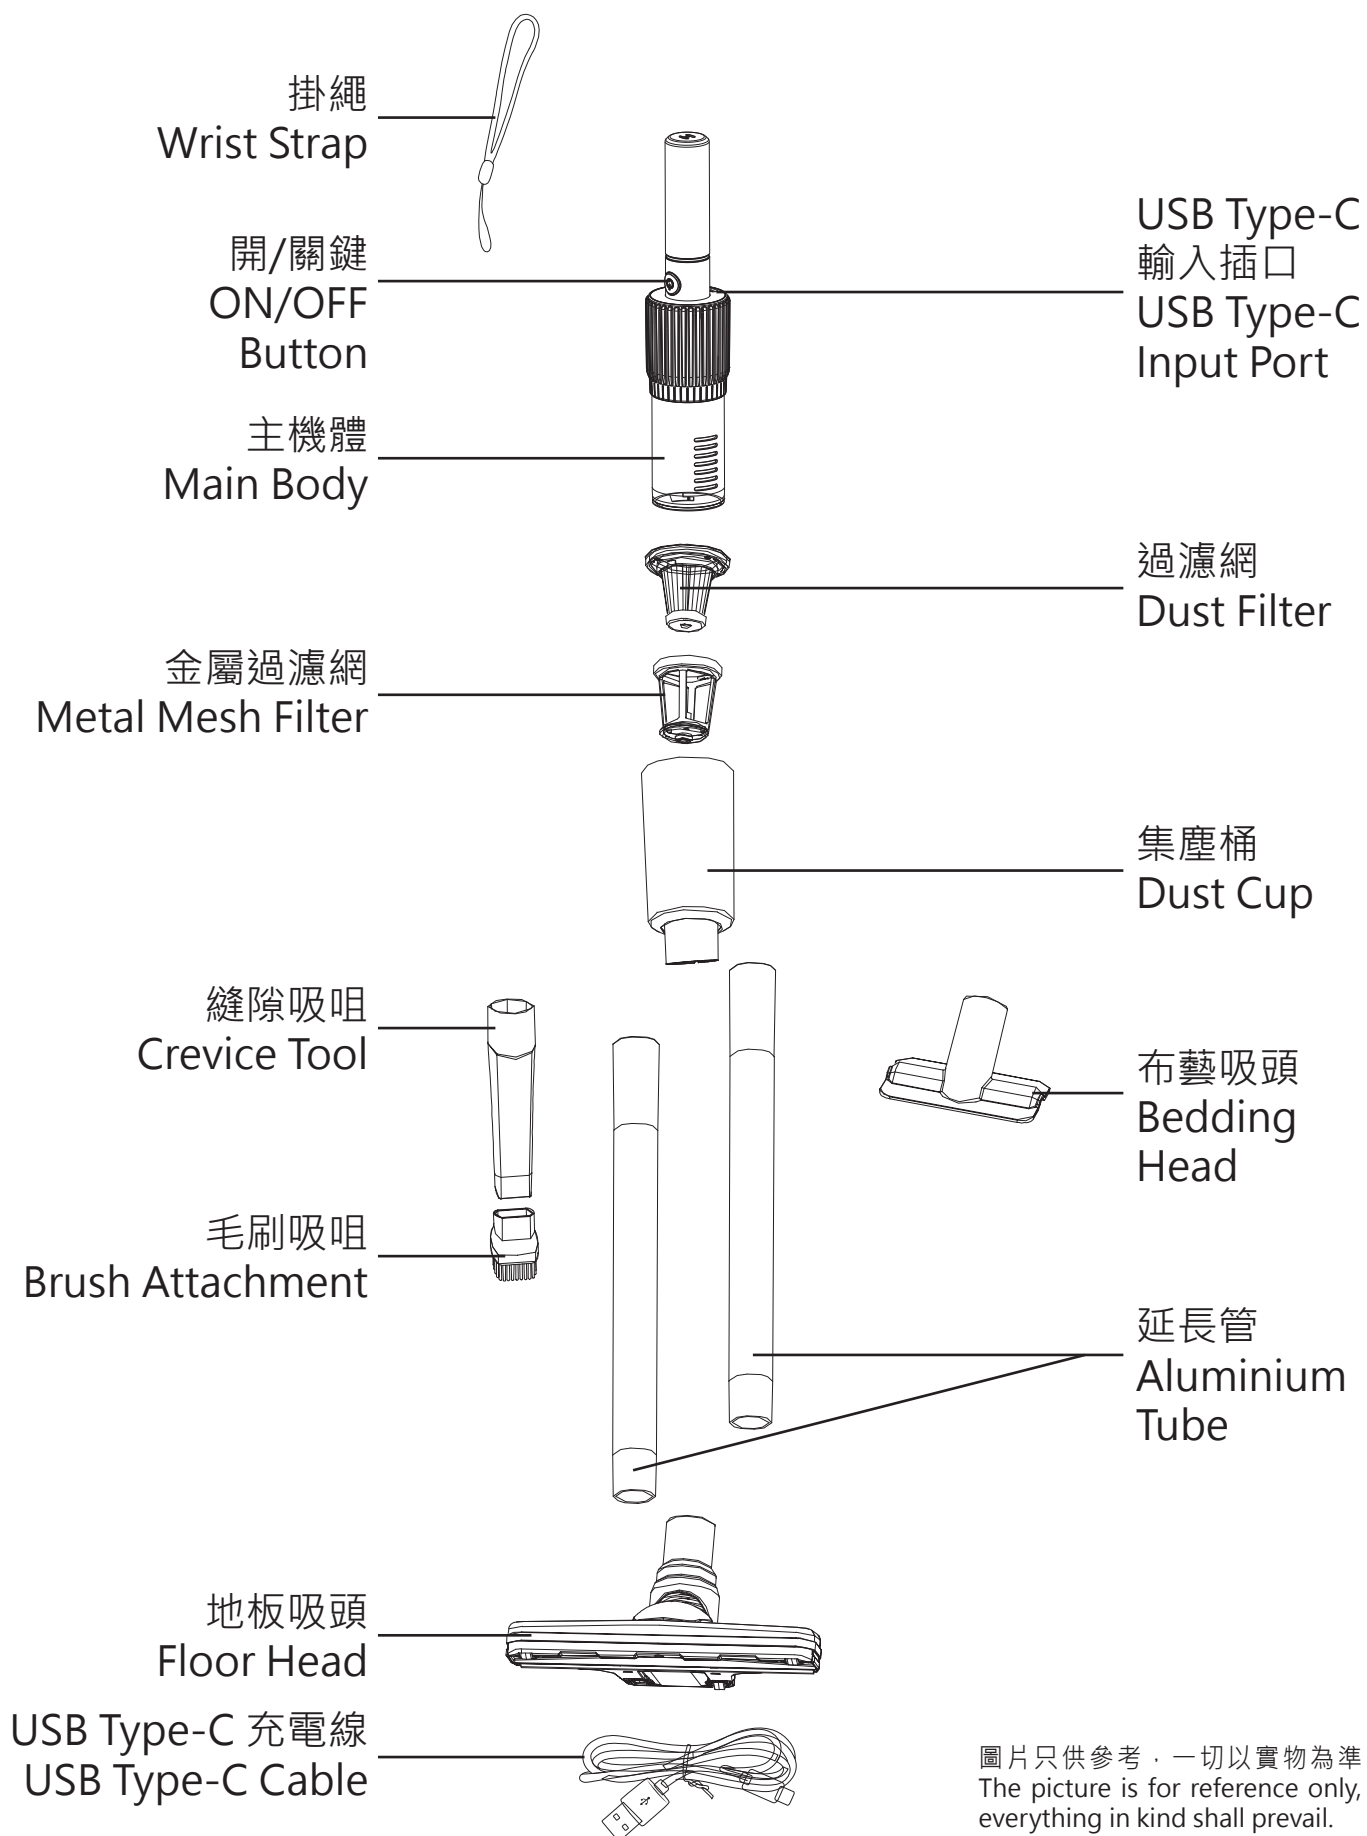 掛繩
Wrist Strap
開/關鍵
ON/OFF
Button
主機體
Main Body
金屬過濾網
Metal Mesh Filter
縫隙吸咀
Crevice Tool
毛刷吸咀
Brush Attachment
地板吸頭
Floor Head
USB Type-C 充電線
USB Type-C Cable
USB Type-C
輸入插口
USB Type-C
Input Port
過濾網
Dust Filter
集塵桶
Dust Cup
布藝吸頭
Bedding
Head
延長管
Aluminium
Tube
圖片只供參考，一切以實物為準
The picture is for reference only,
everything in kind shall prevail.